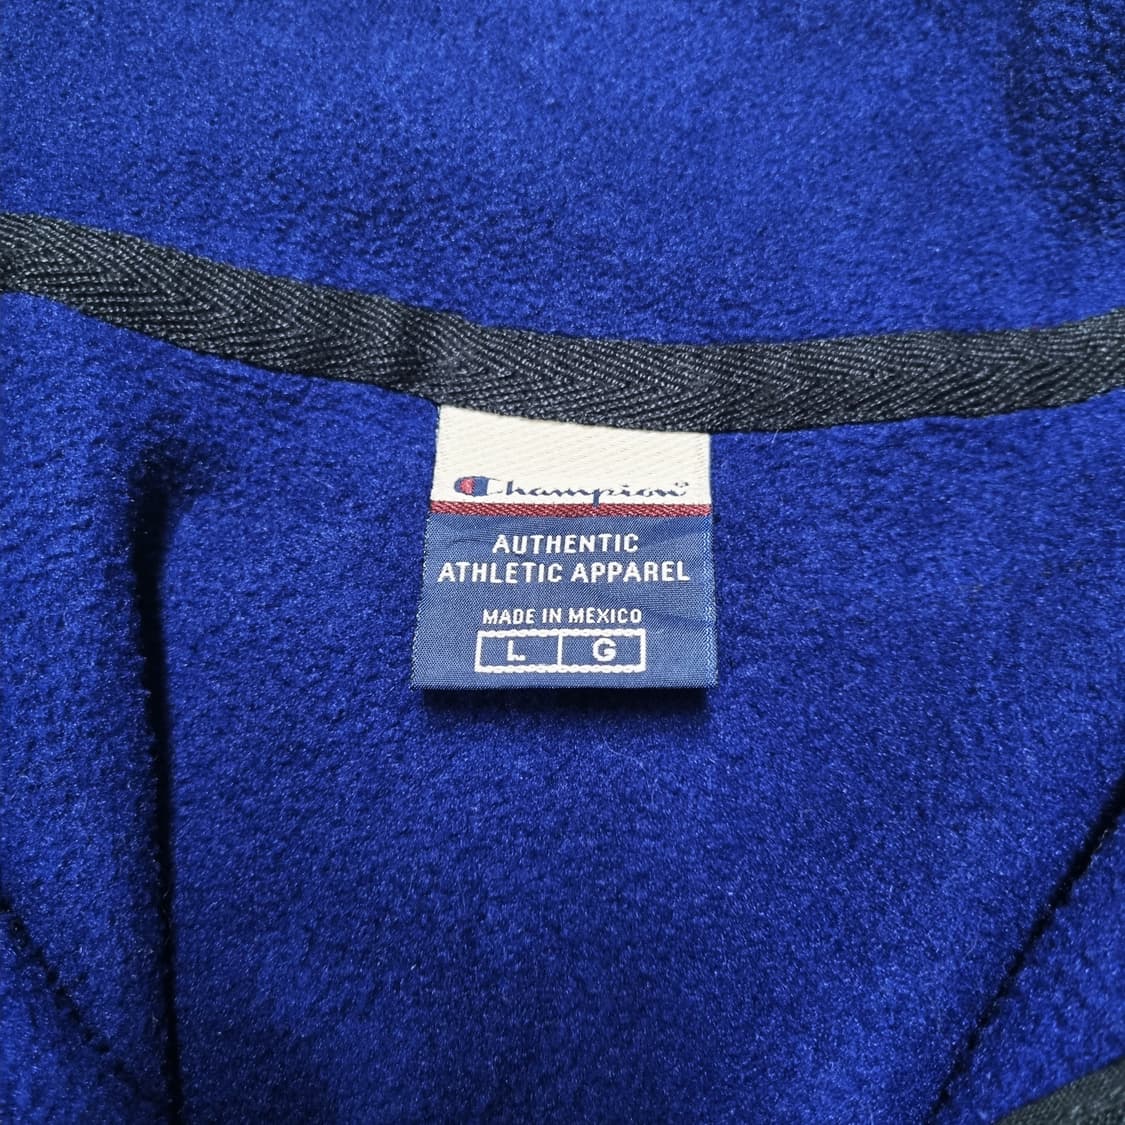 Champion®
AUTHENTIC
ATHLETIC APPAREL
MADE IN MEXICO
L G